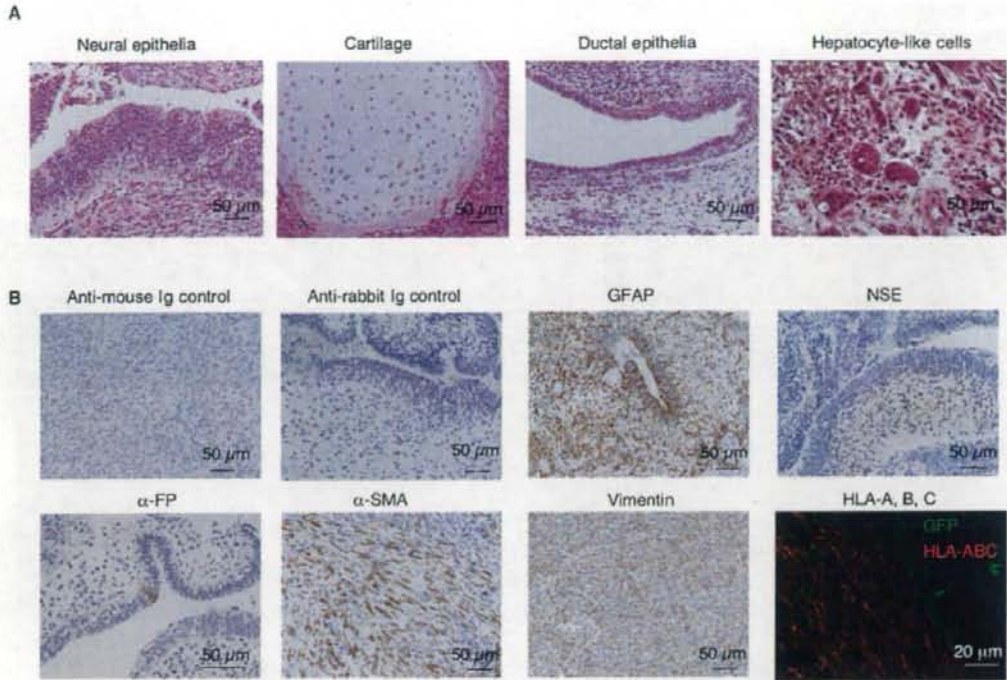 A
Neural epithelia
Cartilage
Ductal epithelia
Hepatocyte-like cells
50 μm
50 μm
50 μm
50 μm
B
Anti-mouse Ig control
Anti-rabbit Ig control
GFAP
NSE
50 μm
50 μm
50 μm
50 μm
α-FP
α-SMA
Vimentin
HLA-A, B, C
GFP
HLA-ABC
50 μm
50 μm
50 μm
20 μm